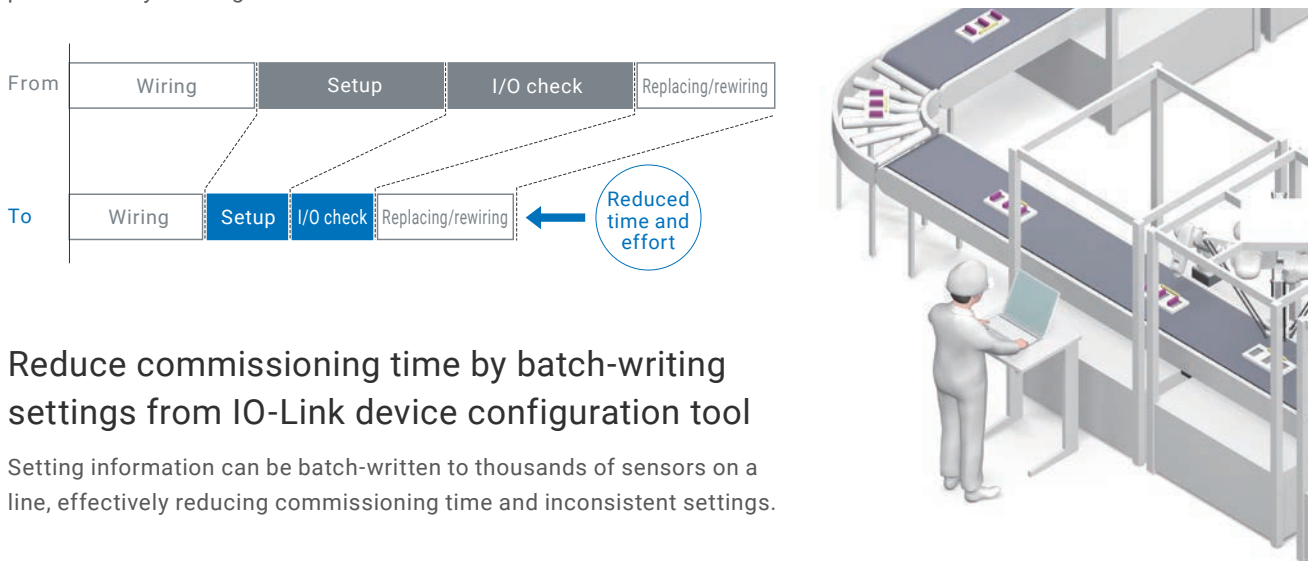 From
Wiring
Setup
I/O check
Replacing/rewiring
To
Wiring
Setup
I/O check
Replacing/rewiring
Reduced
time and
effort
Reduce commissioning time by batch-writing
settings from IO-Link device configuration tool
Setting information can be batch-written to thousands of sensors on a
line, effectively reducing commissioning time and inconsistent settings.